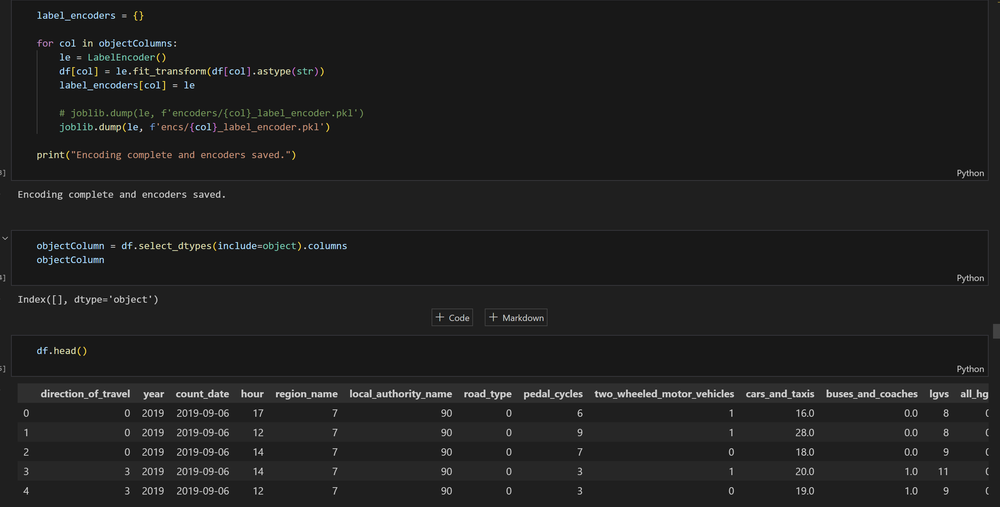 label_encoders = {}
for col in objectColumns:
le = LabelEncoder()
df[col] = le.fit_transform(df[col].astype(str))
label_encoders[col] = le
# joblib.dump(le, f'encoders/{col}_label_encoder.pkl')
joblib.dump(le, f'encs/{col}_label_encoder.pkl')
print("Encoding complete and encoders saved.")
3]
Python
Encoding complete and encoders saved.
objectColumn = df.select_dtypes(include=object).columns
objectColumn
4]
Python
Index([], dtype='object')
+ Code + Markdown
df.head()
5]
Python
direction_of_travel year count_date hour region_name local_authority_name road_type pedal_cycles two_wheeled_motor_vehicles cars_and_taxis buses_and_coaches lgvs all_hg
0 0 2019 2019-09-06 17 7 90 0 6 1 16.0 0.0 8
1 0 2019 2019-09-06 12 7 90 0 9 1 28.0 0.0 8
2 0 2019 2019-09-06 14 7 90 0 7 0 18.0 0.0 9
3 3 2019 2019-09-06 14 7 90 0 3 1 20.0 1.0 11
4 3 2019 2019-09-06 12 7 90 0 3 0 19.0 1.0 9